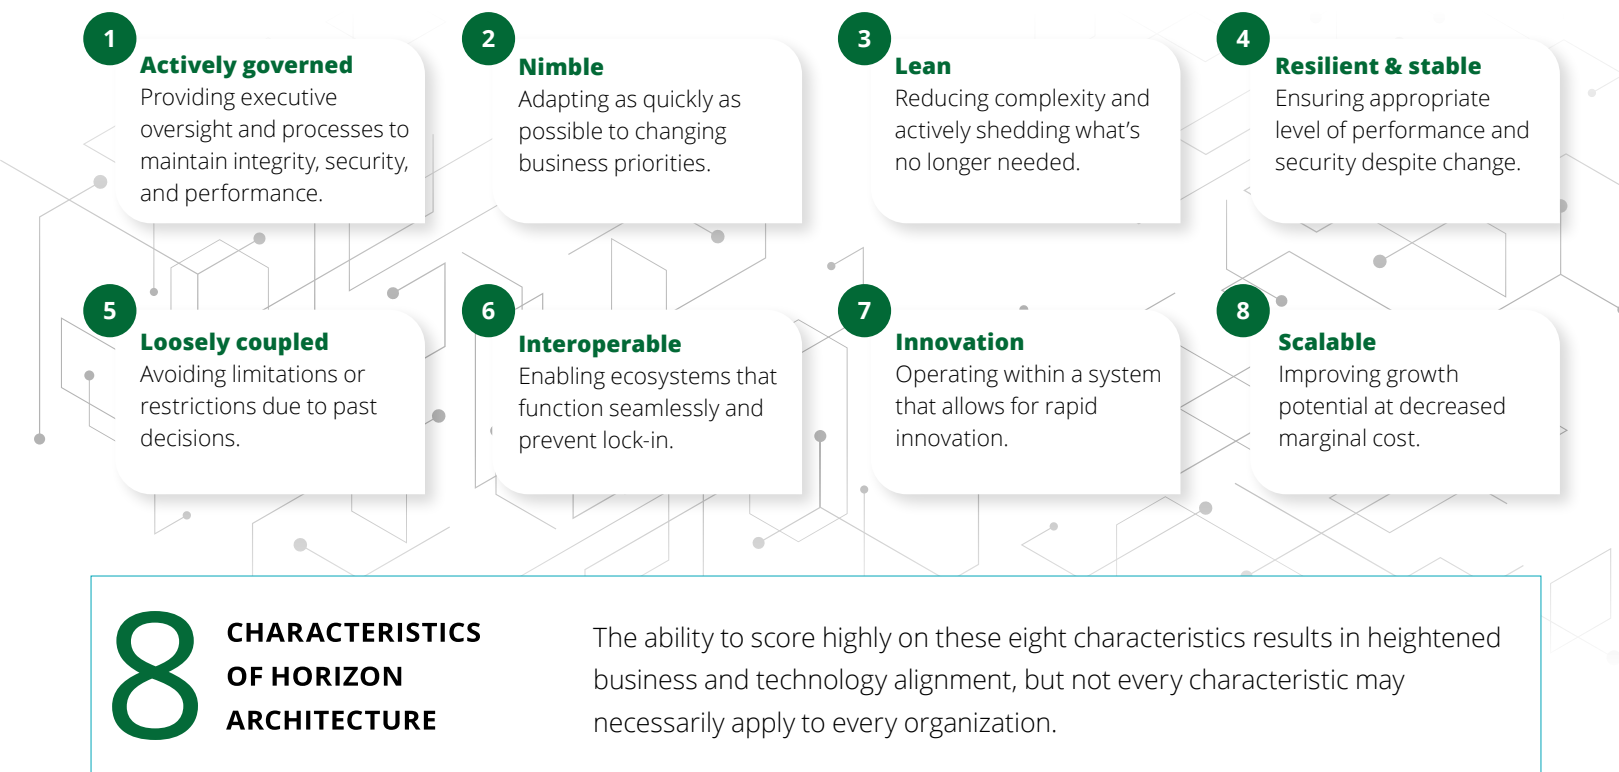 1
Actively governed
Providing executive
oversight and processes to
maintain integrity, security,
and performance.
2
Nimble
Adapting as quickly as
possible to changing
business priorities.
3
Lean
Reducing complexity and
actively shedding what’s
no longer needed.
4
Resilient & stable
Ensuring appropriate
level of performance and
security despite change.
5
Loosely coupled
Avoiding limitations or
restrictions due to past
decisions.
6
Interoperable
Enabling ecosystems that
function seamlessly and
prevent lock-in.
7
Innovation
Operating within a system
that allows for rapid
innovation.
8
Scalable
Improving growth
potential at decreased
marginal cost.
8
CHARACTERISTICS
OF HORIZON
ARCHITECTURE
The ability to score highly on these eight characteristics results in heightened
business and technology alignment, but not every characteristic may
necessarily apply to every organization.